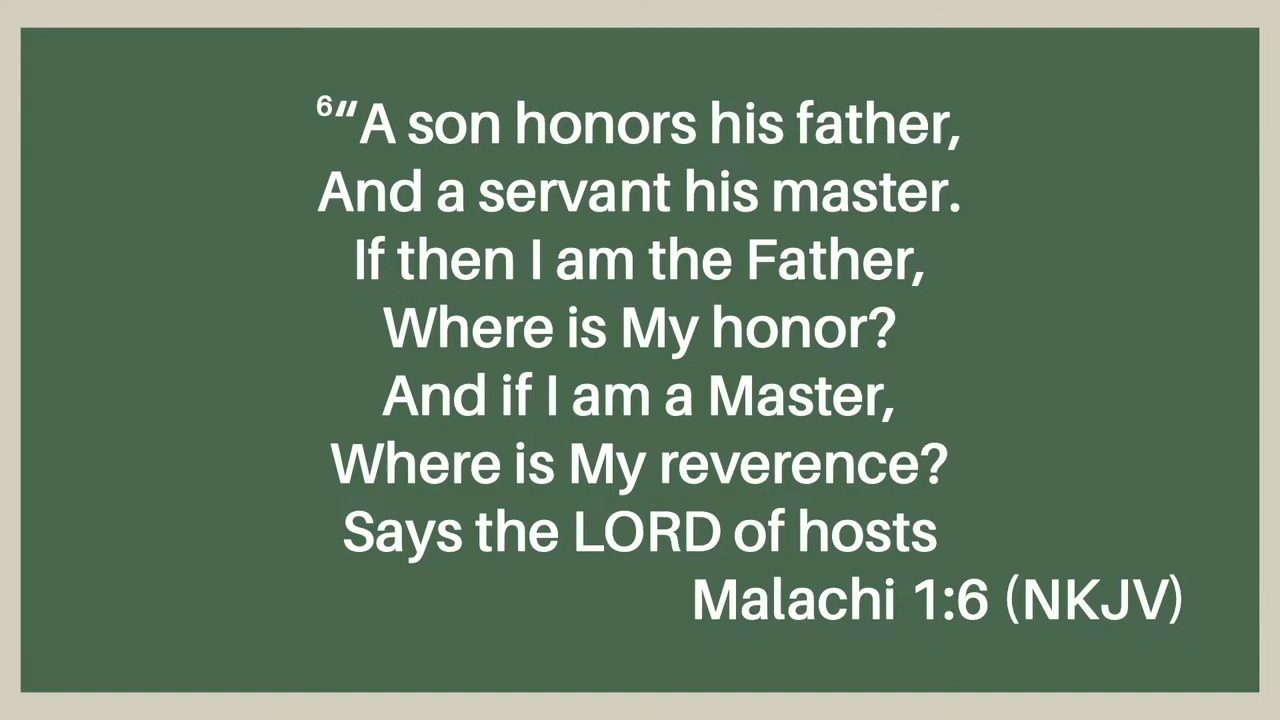 ⁶“A son honors his father,
And a servant his master.
If then I am the Father,
Where is My honor?
And if I am a Master,
Where is My reverence?
Says the LORD of hosts
Malachi 1:6 (NKJV)